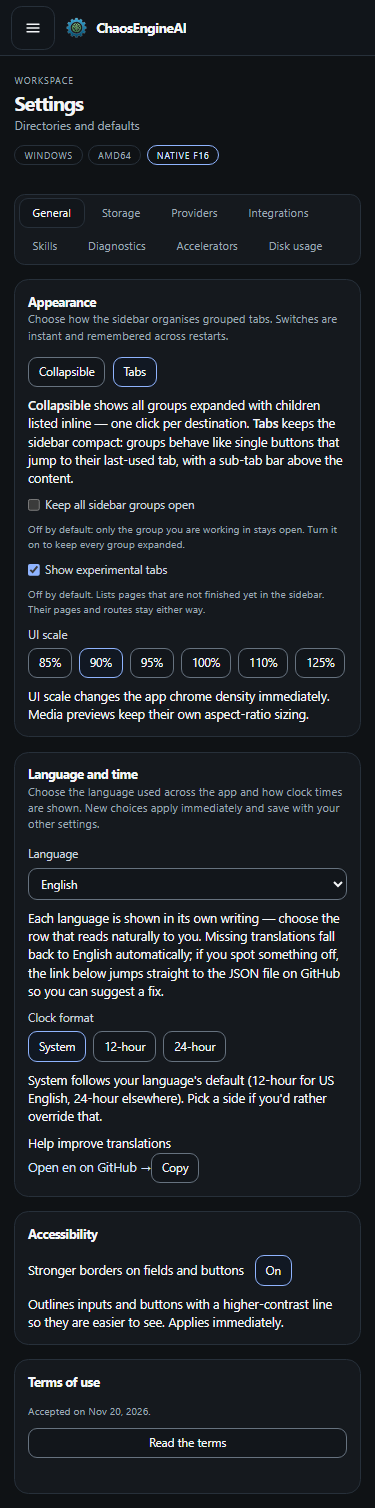 ChaosEngineAI
WORKSPACE
Settings
Directories and defaults
WINDOWS AMD64 NATIVE F16
General Storage Providers Integrations
Skills Diagnostics Accelerators Disk usage
Appearance
Choose how the sidebar organises grouped tabs. Switches are
instant and remembered across restarts.
Collapsible Tabs
Collapsible shows all groups expanded with children
listed inline — one click per destination. Tabs keeps the
sidebar compact: groups behave like single buttons that
jump to their last-used tab, with a sub-tab bar above the
content.
Keep all sidebar groups open
Off by default: only the group you are working in stays open. Turn it
on to keep every group expanded.
Show experimental tabs
Off by default. Lists pages that are not finished yet in the sidebar.
Their pages and routes stay either way.
UI scale
85% 90% 95% 100% 110% 125%
UI scale changes the app chrome density immediately.
Media previews keep their own aspect-ratio sizing.
Language and time
Choose the language used across the app and how clock times
are shown. New choices apply immediately and save with your
other settings.
Language
English
Each language is shown in its own writing — choose the
row that reads naturally to you. Missing translations fall
back to English automatically; if you spot something off,
the link below jumps straight to the JSON file on GitHub
so you can suggest a fix.
Clock format
System 12-hour 24-hour
System follows your language's default (12-hour for US
English, 24-hour elsewhere). Pick a side if you'd rather
override that.
Help improve translations
Open en on GitHub → Copy
Accessibility
Stronger borders on fields and buttons On
Outlines inputs and buttons with a higher-contrast line
so they are easier to see. Applies immediately.
Terms of use
Accepted on Nov 20, 2026.
Read the terms